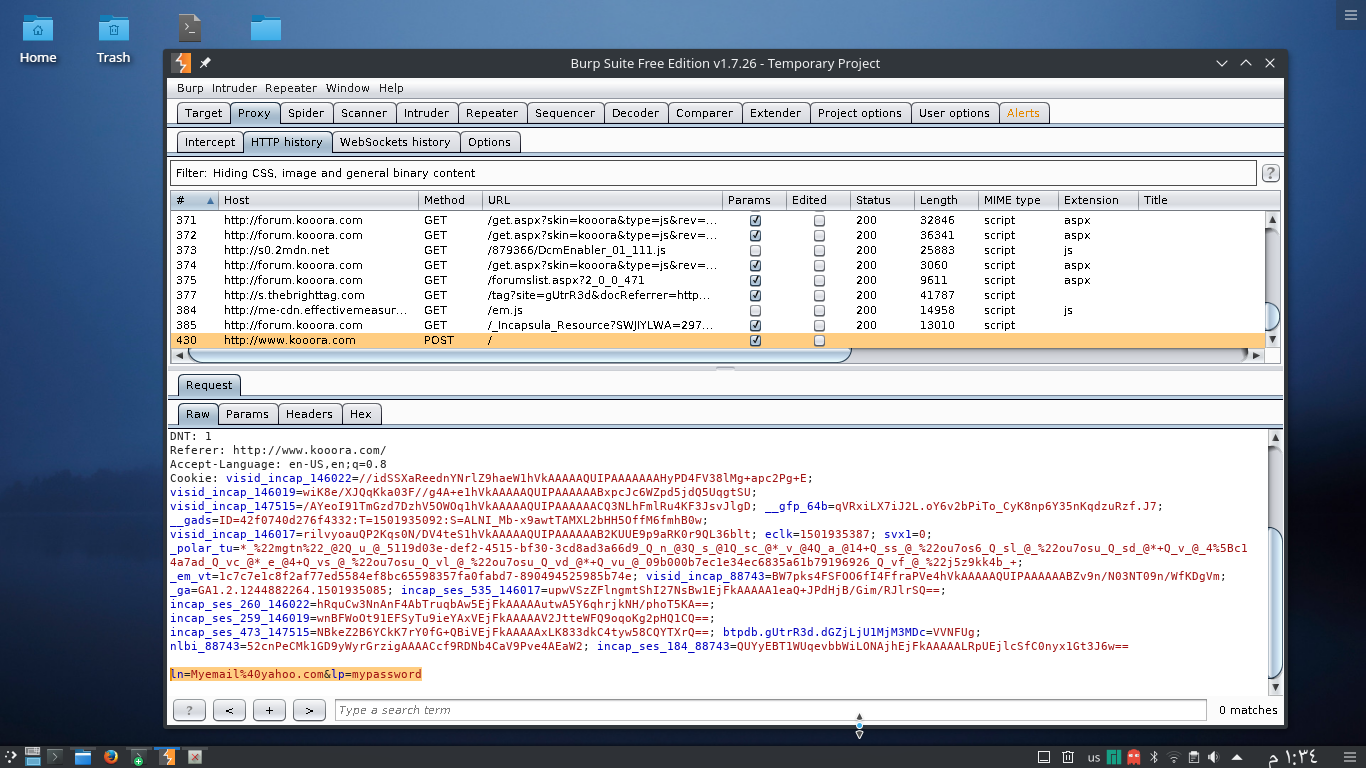 Home
Trash
Burp Suite Free Edition v1.7.26 - Temporary Project
Burp Intruder Repeater Window Help
Target Proxy Spider Scanner Intruder Repeater Sequencer Decoder Comparer Extender Project options User options Alerts
Intercept HTTP history WebSockets history Options
Filter: Hiding CSS, image and general binary content ?
# Host Method URL Params Edited Status Length MIME type Extension Title
371 http://forum.kooora.com GET /get.aspx?skin=kooora&type=js&rev=... 200 32846 script aspx
372 http://forum.kooora.com GET /get.aspx?skin=kooora&type=js&rev=... 200 36341 script aspx
373 http://s0.2mdn.net GET /879366/DcmEnabler_01_111.js 200 25883 script js
374 http://forum.kooora.com GET /get.aspx?skin=kooora&type=js&rev=... 200 3060 script aspx
375 http://forum.kooora.com GET /forumslist.aspx?2_0_0_471 200 9611 script aspx
377 http://s.thebrighttag.com GET /tag?site=gUtrR3d&docReferrer=http... 200 41787 script
384 http://me-cdn.effectivemeasur... GET /em.js 200 14958 script js
385 http://forum.kooora.com GET /_Incapsula_Resource?SWJIYLWA=297... 200 13010 script
430 http://www.kooora.com POST /
Request
Raw Params Headers Hex
DNT: 1
Referer: http://www.kooora.com/
Accept-Language: en-US,en;q=0.8
Cookie: visid_incap_146022=//idSSXaReednYNrlZ9haeW1hVkAAAAAQUIPAAAAAAAHyPD4FV38lMg+apc2Pg+E;
visid_incap_146019=wiK8e/XJQqKka03F//g4A+e1hVkAAAAAQUIPAAAAAABxpcJc6WZpd5jdQ5UqgtSU;
visid_incap_147515=/AYeoI91TmGzd7DzhV5OWOq1hVkAAAAAQUIPAAAAAACQ3NLhFmlRu4KF3JsvJlgD; __gfp_64b=qVRxiLX7iJ2L.oY6v2bPiTo_CyK8np6Y35nKqdzuRzf.J7;
__gads=ID=42f0740d276f4332:T=1501935092:S=ALNI_Mb-x9awtTAMXL2bHH5OffM6fmhB0w;
visid_incap_146017=rilvyoauQP2Kqs0N/DV4teS1hVkAAAAAQUIPAAAAAAB2KUUE9p9aRK0r9QL36blt; eclk=1501935387; svx1=0;
_polar_tu=*_%22mgtn%22_@2Q_u_@_5119d03e-def2-4515-bf30-3cd8ad3a66d9_Q_n_@3Q_s_@1Q_sc_@*_v_@4Q_a_@14+Q_ss_@_%22ou7os6_Q_sl_@_%22ou7osu_Q_sd_@*+Q_v_@_4%5Bc1
4a7ad_Q_vc_@*_e_@4+Q_vs_@_%22ou7osu_Q_vl_@_%22ou7osu_Q_vd_@*+Q_vu_@_09b000b7ec1e34ec6835a61b79196926_Q_vf_@_%22j5z9kk4b_+;
_em_vt=1c7c7e1c8f2af77ed5584ef8bc65598357fa0fabd7-890494525985b74e; visid_incap_88743=BW7pks4FSFOO6fI4FfraPVe4hVkAAAAAQUIPAAAAAABZv9n/N03NT09n/WfKDgVm;
_ga=GA1.2.1244882264.1501935085; incap_ses_535_146017=upwVSzZFlngmtShI27NsBw1EjFkAAAAA1eaQ+JPdHjB/Gim/RJlrSQ==;
incap_ses_260_146022=hRquCw3NnAnF4AbTruqbAw5EjFkAAAAAutwA5Y6qhrjkNH/phoT5KA==;
incap_ses_259_146019=wnBFWoOt91EFSyTu9ieYAxVEjFkAAAAAV2JtteWFQ9oqoKg2pHQ1CQ==;
incap_ses_473_147515=NBkeZ2B6YCkK7rY0fG+QBiVEjFkAAAAAxLK833dkC4tyw58CQYTXrQ==; btpdb.gUtrR3d.dGZjLjU1MjM3MDc=VVNFUg;
nlbi_88743=52cnPeCMk1GD9yWyrGrzigAAAACcf9RDNb4CaV9Pve4AEaW2; incap_ses_184_88743=QUYyEBT1WUqevbbWiLONAjhEjFkAAAAALRpUEjlcSfC0nyx1Gt3J6w==
ln=Myemail%40yahoo.com&lp=mypassword
? < + > Type a search term 0 matches
us ١:٣٤ م